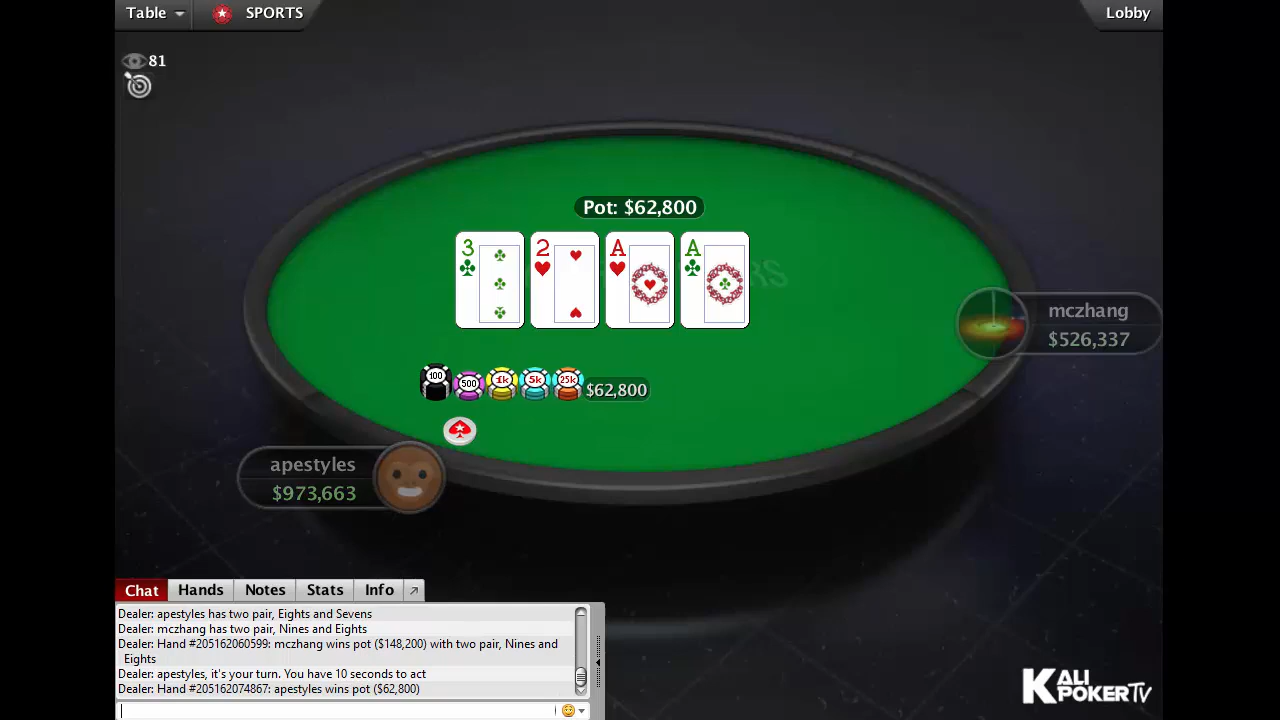 Table
SPORTS
Lobby
81
Pot: $62,800
3
2
A
A
mczhang
$526,337
100
500
1k
5k
25k
$62,800
apestyles
$973,663
Chat
Hands
Notes
Stats
Info
Dealer: apestyles has two pair, Eights and Sevens
Dealer: mczhang has two pair, Nines and Eights
Dealer: Hand #205162060599: mczhang wins pot ($148,200) with two pair, Nines and
Eights
Dealer: apestyles, it's your turn. You have 10 seconds to act
Dealer: Hand #205162074867: apestyles wins pot ($62,800)
KALI
POKERTV